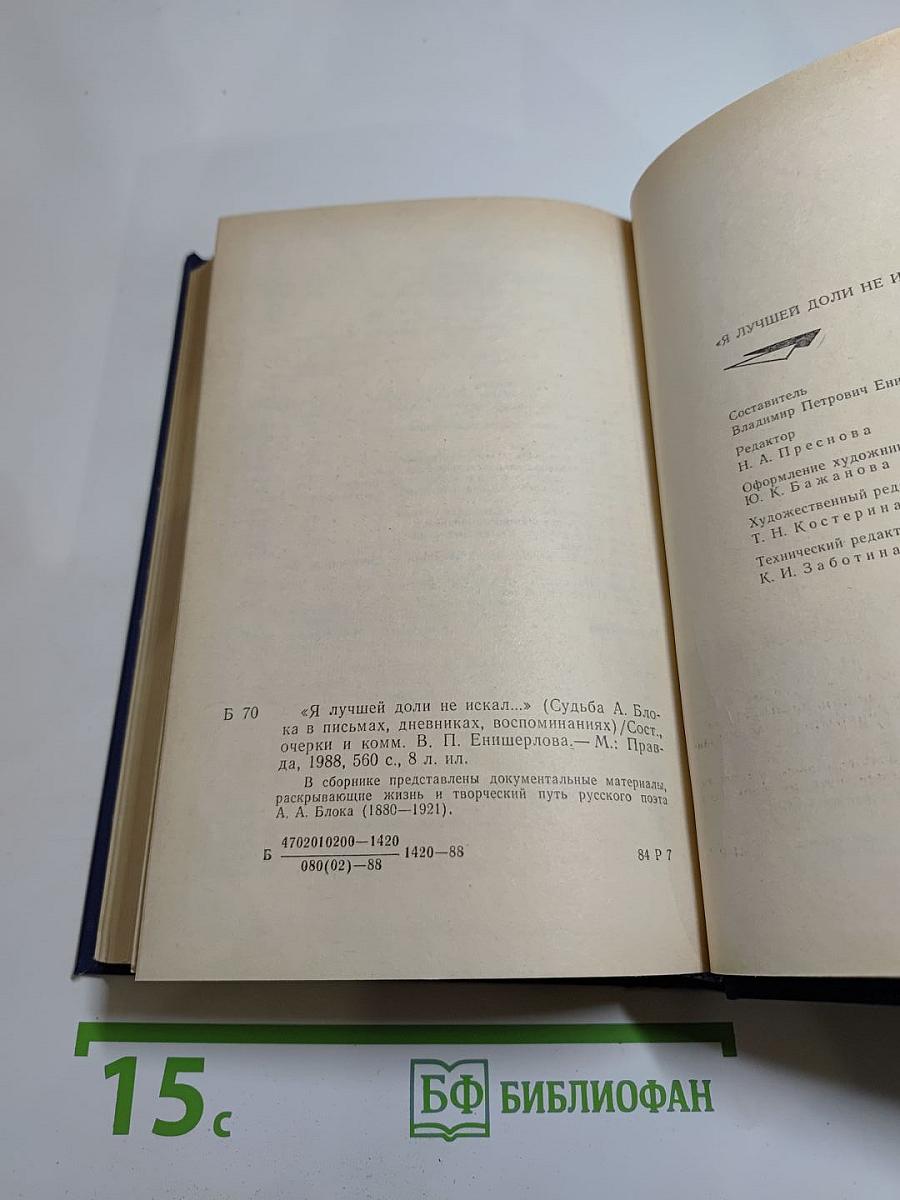 Б 70
«Я лучшей доли не искал...» (Судьба А. Бло-
ка в письмах, дневниках, воспоминаниях)/Сост.,
очерки и комм. В. П. Енишерлова.— М.: Прав-
да, 1988, 560 с., 8 л. ил.
В сборнике представлены документальные материалы,
раскрывающие жизнь и творческий путь русского поэта
А. А. Блока (1880—1921).
Б 4702010200—1420
080(02)—88
1420—88
84 Р 7
«Я ЛУЧШЕЙ ДОЛИ НЕ
Составитель
Владимир Петрович
Редактор
Н. А. Преснова
Оформление
Ю. К. Бажанова
Художественный
Т. Н. Костерина
Технический
К. И. Заботина
15 с
БФ БИБЛИОФАН